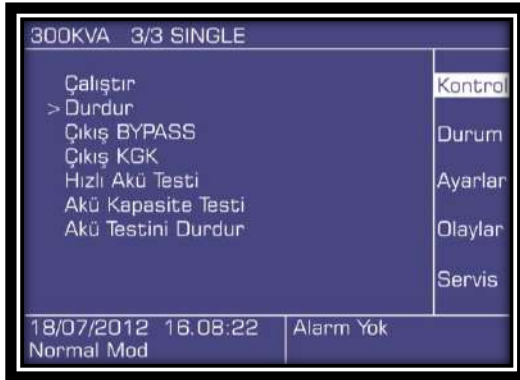 300KVA 3/3 SINGLE
Çalıştır
> Durdur
Çıkış BYPASS
Çıkış KGK
Hızlı Akü Testi
Akü Kapasite Testi
Akü Testini Durdur
Kontrol
Durum
Ayarlar
Olaylar
Servis
18/07/2012 16.08:22
Normal Mod
Alarm Yok